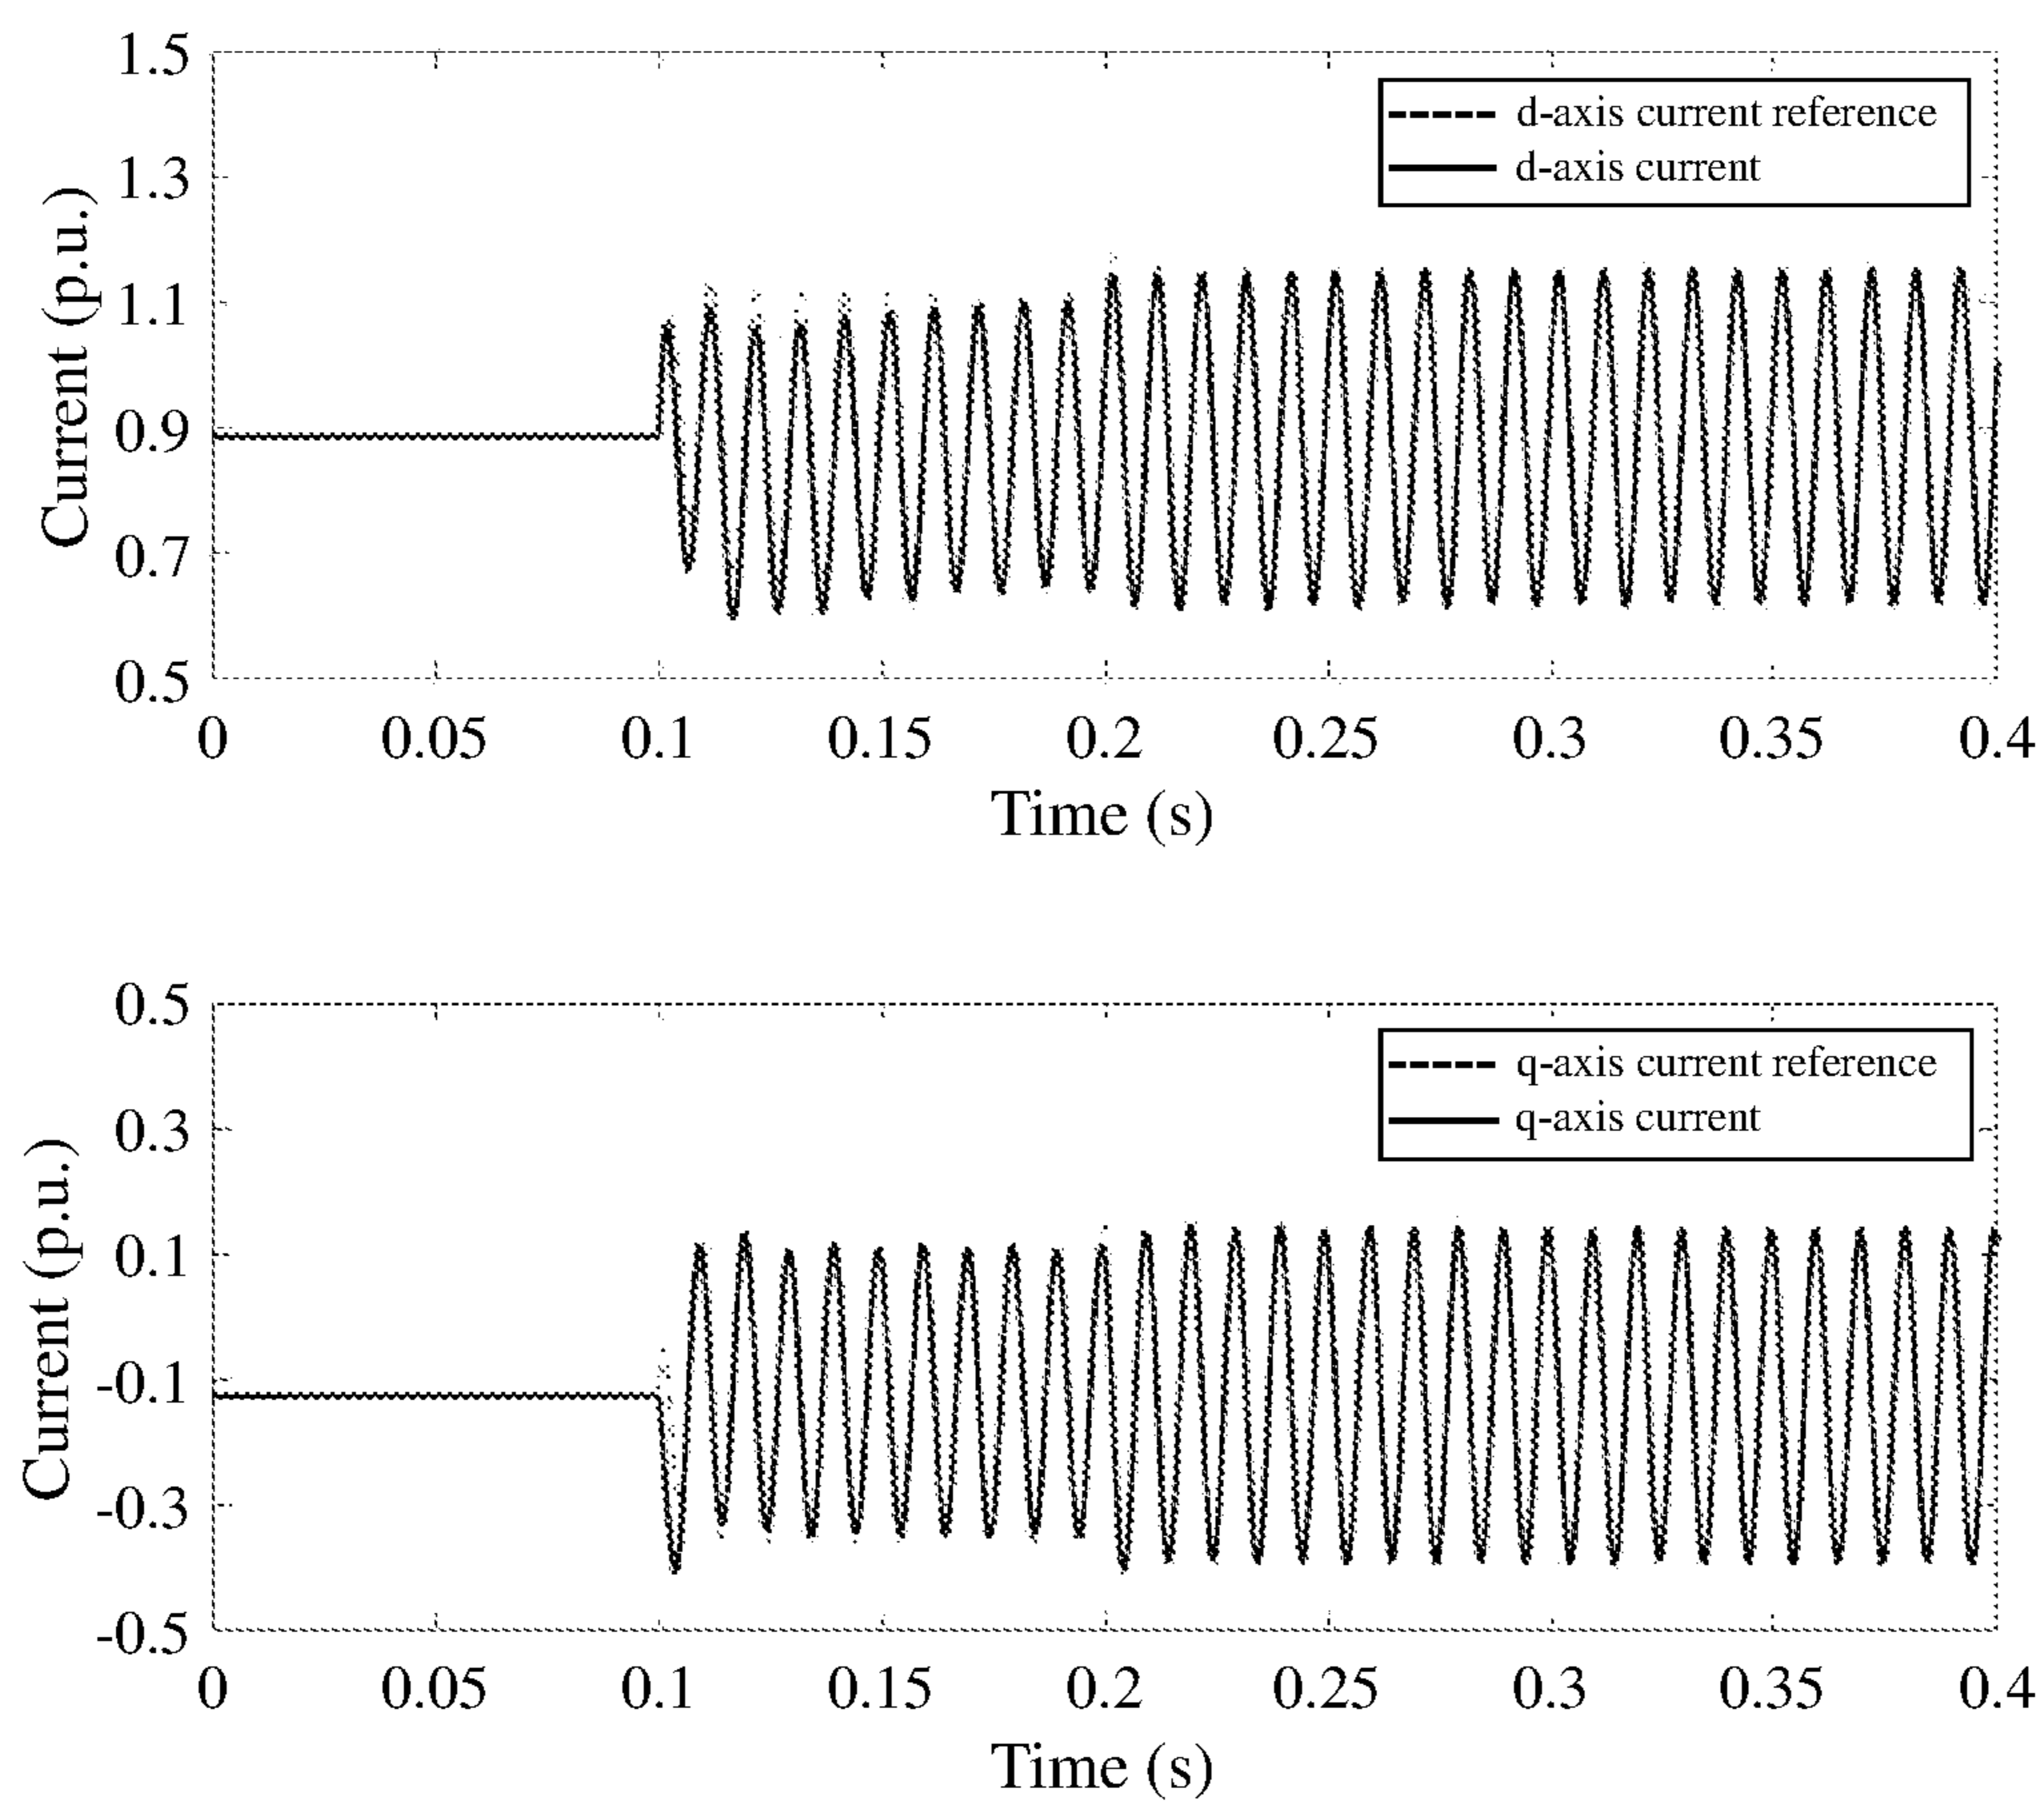 1.5
d-axis current reference
d-axis current
1.3
1.1
0.9
0.7
0.5
Current (p.u.)
0 0.05 0.1 0.15 0.2 0.25 0.3 0.35 0.4
Time (s)
0.5
q-axis current reference
q-axis current
0.3
0.1
-0.1
-0.3
-0.5
Current (p.u.)
0 0.05 0.1 0.15 0.2 0.25 0.3 0.35 0.4
Time (s)